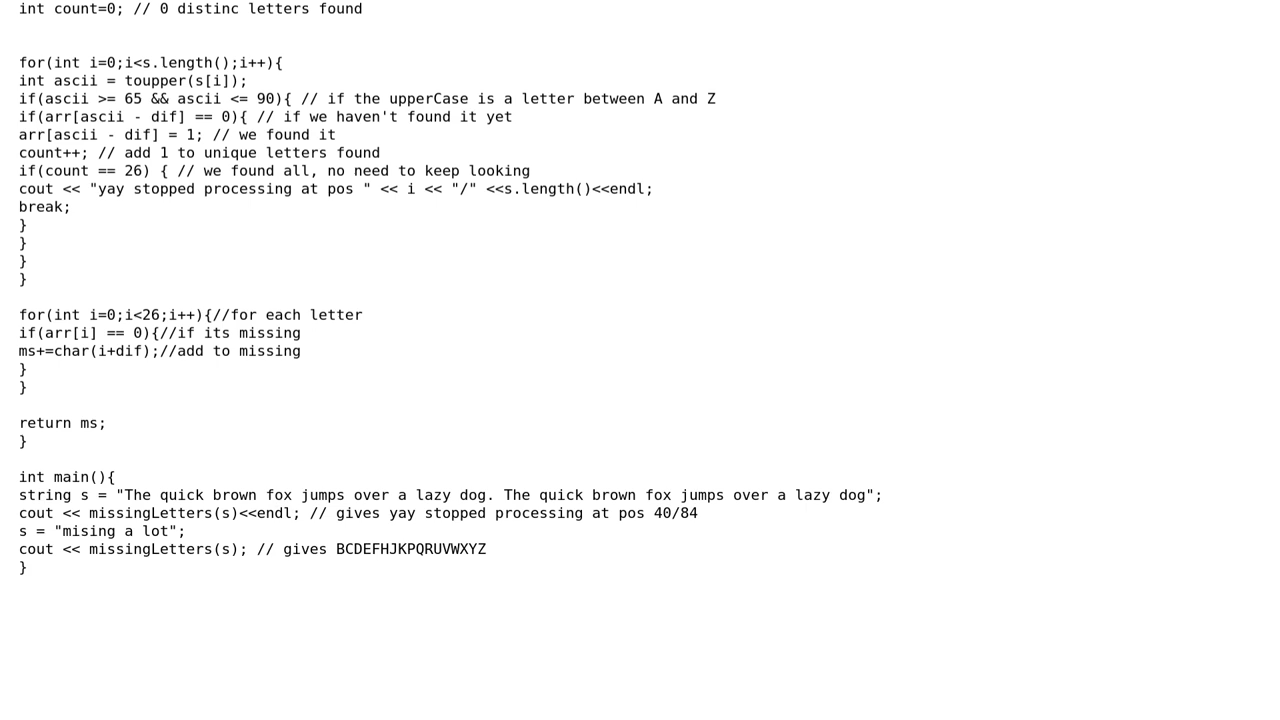 int count=0; // 0 distinc letters found
for(int i=0;i<s.length();i++){
int ascii = toupper(s[i]);
if(ascii >= 65 && ascii <= 90){ // if the upperCase is a letter between A and Z
if(arr[ascii - dif] == 0){ // if we haven't found it yet
arr[ascii - dif] = 1; // we found it
count++; // add 1 to unique letters found
if(count == 26) { // we found all, no need to keep looking
cout << "yay stopped processing at pos " << i << "/" <<s.length()<<endl;
break;
}
}
}
}
for(int i=0;i<26;i++){//for each letter
if(arr[i] == 0){//if its missing
ms+=char(i+dif);//add to missing
}
}
return ms;
}
int main(){
string s = "The quick brown fox jumps over a lazy dog. The quick brown fox jumps over a lazy dog";
cout << missingLetters(s)<<endl; // gives yay stopped processing at pos 40/84
s = "mising a lot";
cout << missingLetters(s); // gives BCDEFHJKPQRUVWXYZ
}